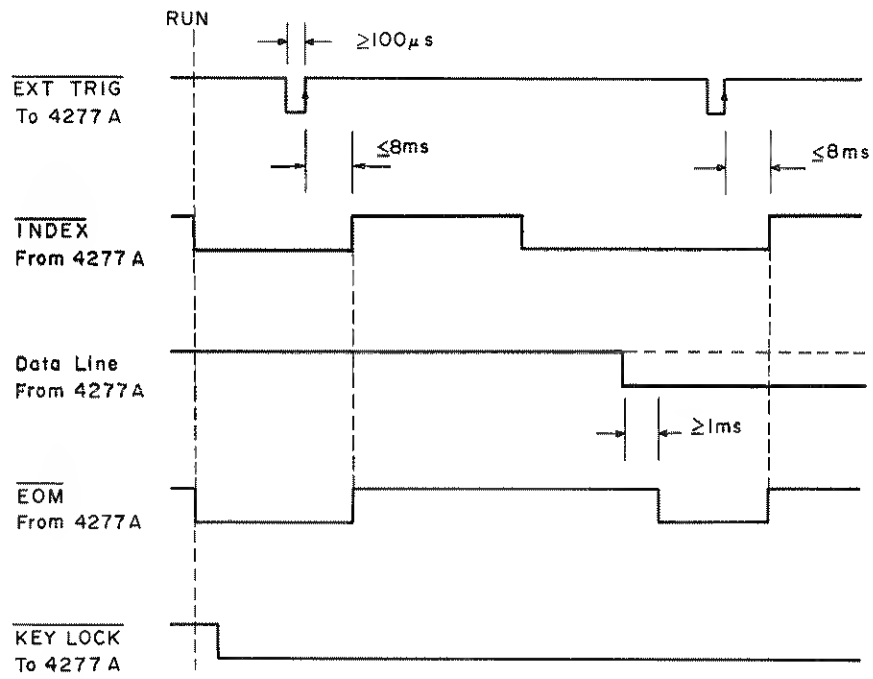 RUN
≥100μs
EXT TRIG
To 4277A
≤8ms
≤8ms
INDEX
From 4277A
Data Line
From 4277A
≥1ms
EOM
From 4277A
KEY LOCK
To 4277A